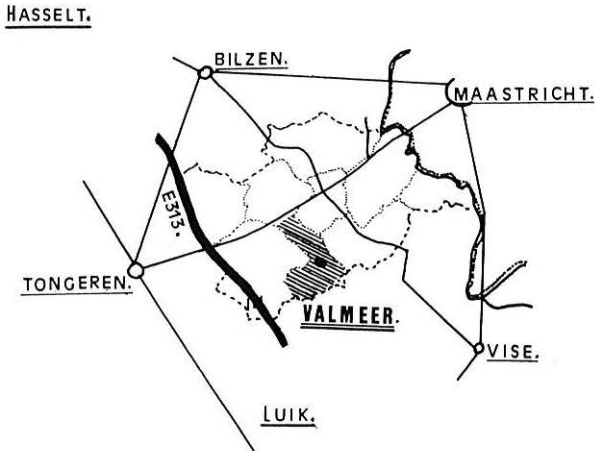 HASSELT.
BILZEN.
MAASTRICHT.
E313.
TONGEREN.
VALMEER.
VISE.
LUIK.